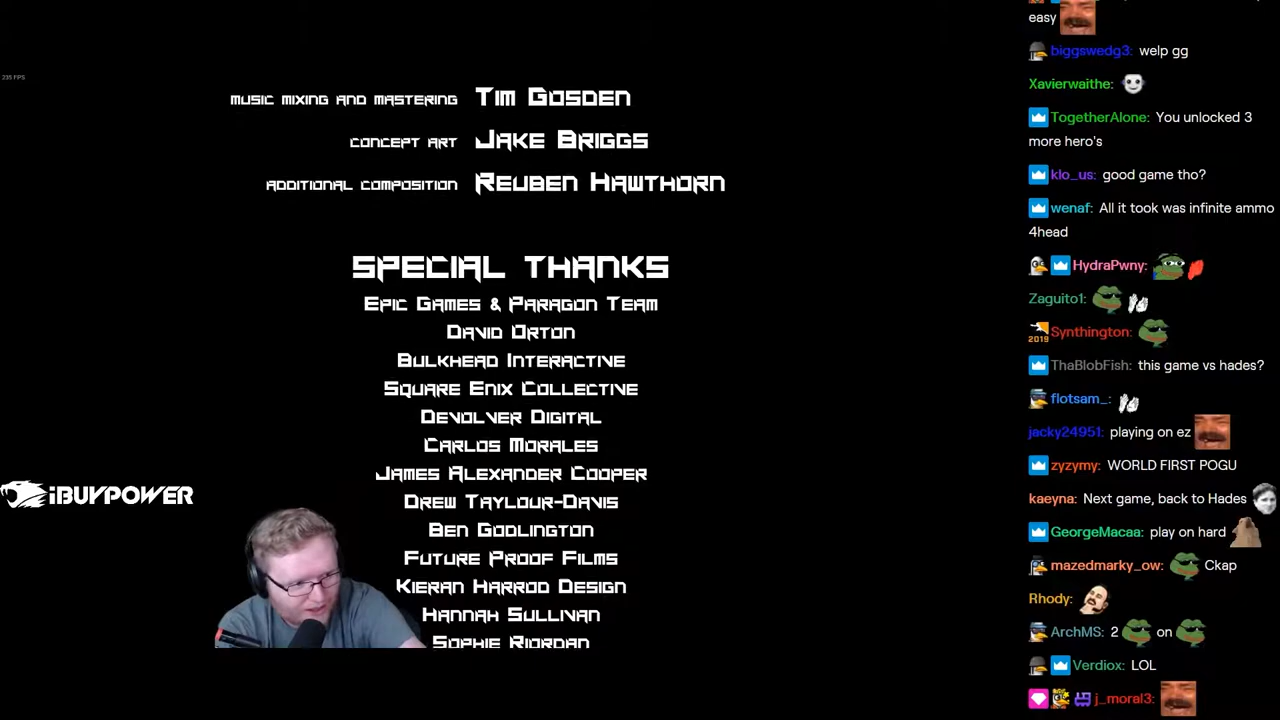 235 FPS
MUSIC MIXING AND MASTERING TIM GOSDEN
CONCEPT ART JAKE BRIGGS
ADDITIONAL COMPOSITION REUBEN HAWTHORN
SPECIAL THANKS
EPIC GAMES & PARAGON TEAM
DAVID ORTON
BULKHEAD INTERACTIVE
SQUARE ENIX COLLECTIVE
DEVOLVER DIGITAL
CARLOS MORALES
JAMES ALEXANDER COOPER
DREW TAYLOUR-DAVIS
BEN GODLINGTON
FUTURE PROOF FILMS
KIERAN HARROD DESIGN
HANNAH SULLIVAN
SOPHIE RIORDAN
iBUYPOWER
easy
biggswedg3: welp gg
Xavierwaithe:
TogetherAlone: You unlocked 3
more hero's
klo_us: good game tho?
wenaf: All it took was infinite ammo
4head
HydraPwny:
Zaguito1:
2019 Synthington:
ThaBlobFish: this game vs hades?
flotsam_:
jacky24951: playing on ez
zyzymy: WORLD FIRST POGU
kaeyna: Next game, back to Hades
GeorgeMacaa: play on hard
mazedmarky_ow: Ckap
Rhody:
ArchMS: 2 on
Verdiox: LOL
j_moral3: